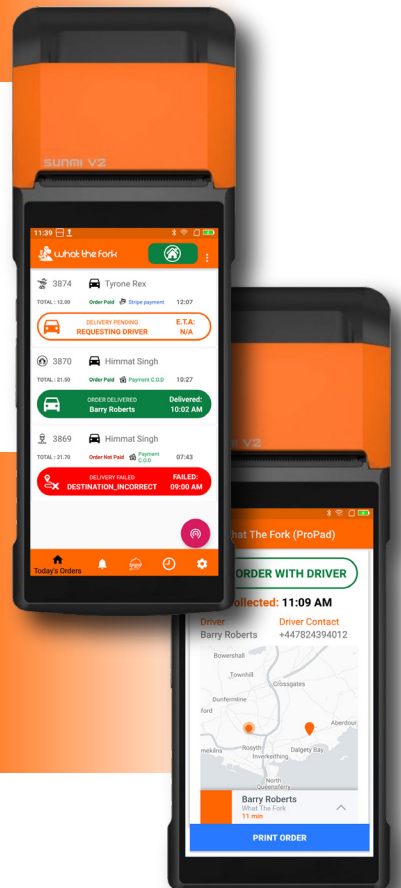 SUNMI V2
11:39
what the fork
3874 Tyrone Rex
TOTAL : 12.00 Order Paid Stripe payment 12:07
DELIVERY PENDING E.T.A:
REQUESTING DRIVER N/A
3870 Himmat Singh
TOTAL : 21.50 Order Paid Payment C.O.D 10:27
ORDER DELIVERED Delivered:
Barry Roberts 10:02 AM
3869 Himmat Singh
TOTAL : 21.70 Order Not Paid Payment C.O.D 07:43
DELIVERY FAILED FAILED:
DESTINATION_INCORRECT 09:00 AM
Today's Orders
V2
hat The Fork (ProPad)
ORDER WITH DRIVER
ollected: 11:09 AM
Driver Driver Contact
Barry Roberts +447824394012
Bowershall
Townhill
Crossgates
Dunfermline
ford
Aberdour
mekilns
Rosyth
Dalgety Bay
Inverkeithing
North
Queensferry
Barry Roberts
What The Fork
11 min
PRINT ORDER